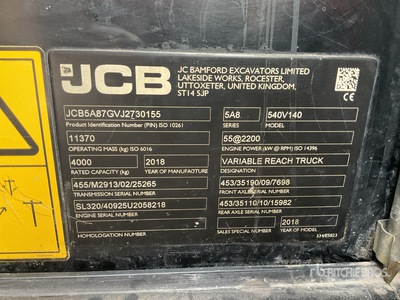 JCB
JC BAMFORD EXCAVATORS LIMITED
LAKESIDE WORKS, ROCESTER,
UTTOXETER, UNITED KINGDOM,
ST14 5JP
JCB5A87GVJ2730155 5A8 540V140
Product Identification Number (PIN) ISO 10261 SERIES MODEL
11370 55@2200
OPERATING MASS (kg) ISO 6016 ENGINE POWER (kW @ RPM) ISO 14396
4000 2018 VARIABLE REACH TRUCK
RATED CAPACITY (kg) YEAR OF MANUFACTURE DESIGNATION
455/M2913/02/25265 453/35190/09/7698
TRANSMISSION SERIAL NUMBER FRONT AXLE SERIAL NUMBER
SL320/40925U2058218 453/35110/10/15982
ENGINE SERIAL NUMBER REAR AXLE SERIAL NUMBER
2018
HOMOLOGATION NUMBER SALES SPECIAL NUMBER YEAR OF MODEL
RITCHIE BROS